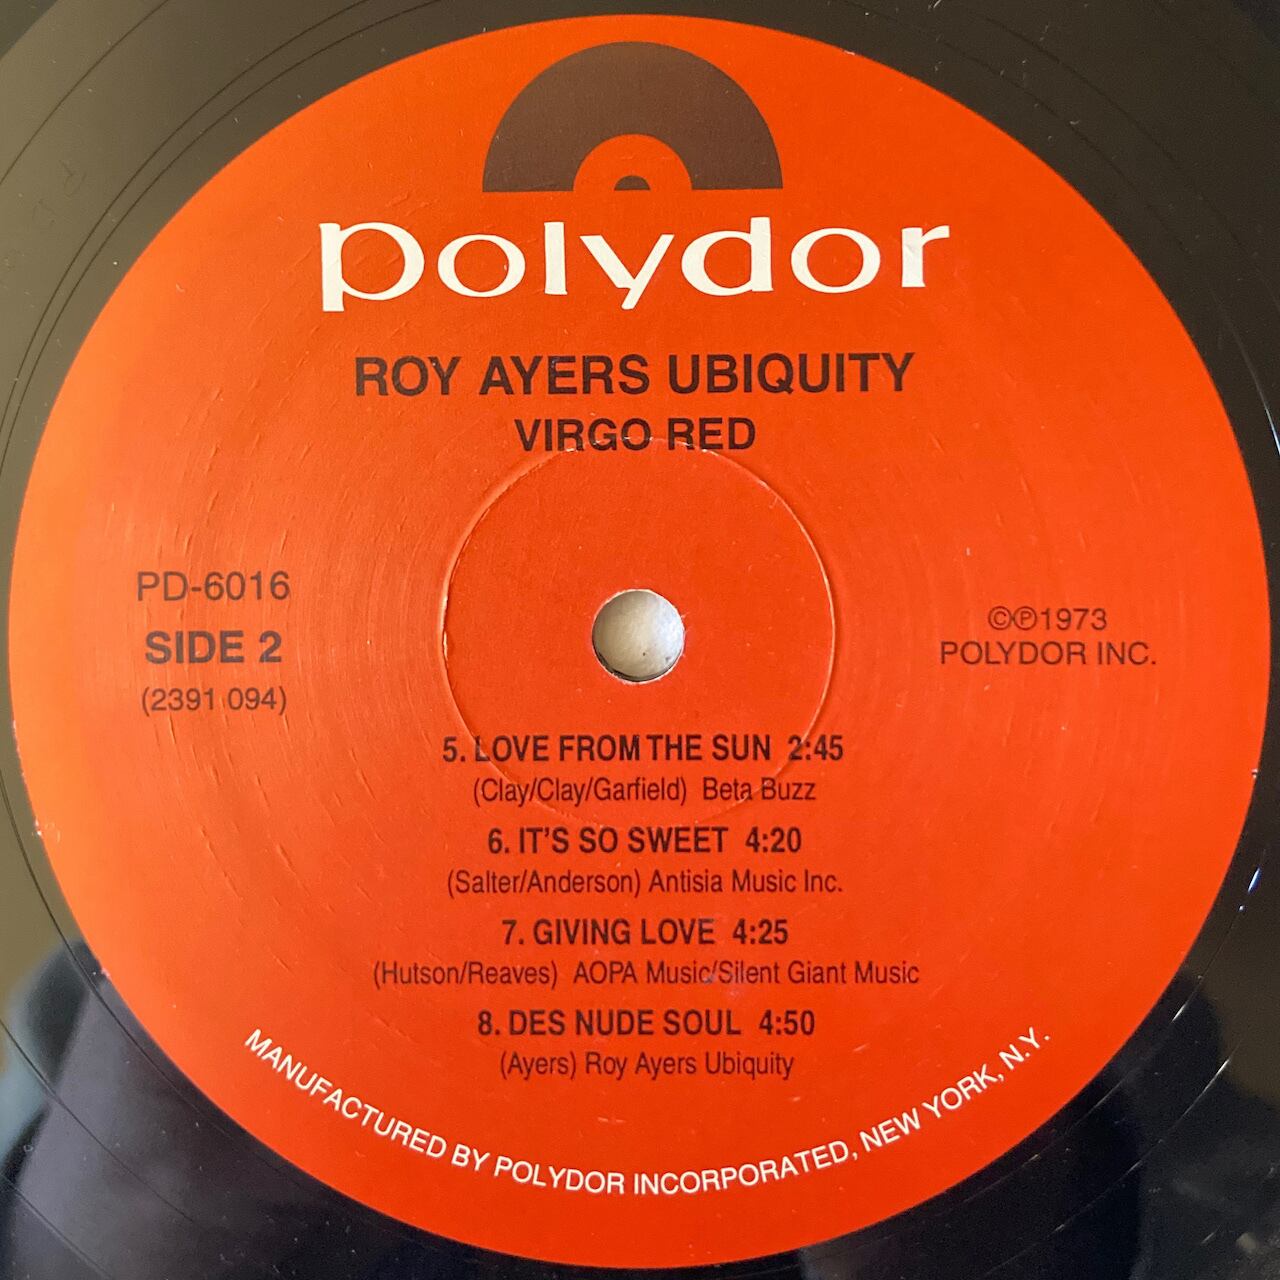 polydor
ROY AYERS UBIQUITY
VIRGO RED
PD-6016
SIDE 2
(2391 094)
©℗1973
POLYDOR INC.
5. LOVE FROM THE SUN 2:45
(Clay/Clay/Garfield) Beta Buzz
6. IT'S SO SWEET 4:20
(Salter/Anderson) Antisia Music Inc.
7. GIVING LOVE 4:25
(Hutson/Reaves) AOPA Music/Silent Giant Music
8. DES NUDE SOUL 4:50
(Ayers) Roy Ayers Ubiquity
MANUFACTURED BY POLYDOR INCORPORATED, NEW YORK, N.Y.